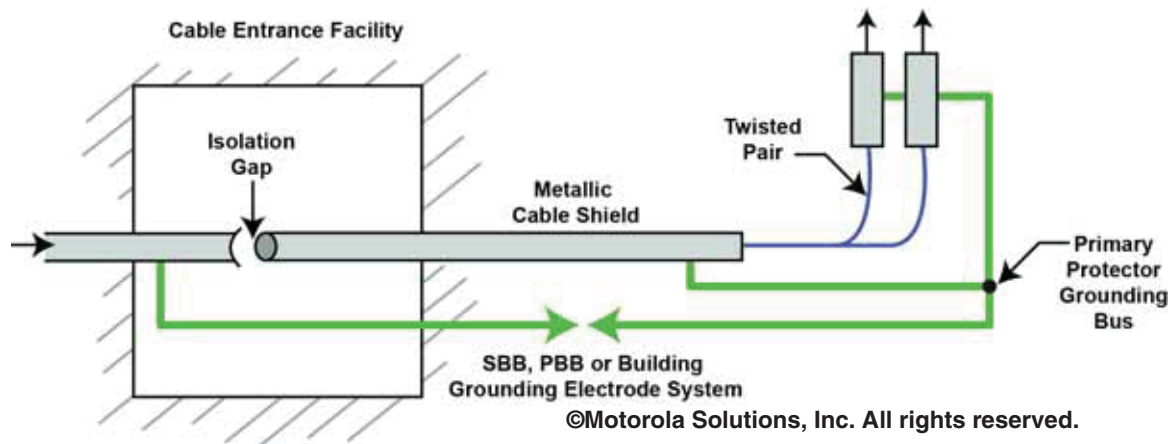 Cable Entrance Facility
Isolation
Gap
Metallic
Cable Shield
Twisted
Pair
Primary
Protector
Grounding
Bus
SBB, PBB or Building
Grounding Electrode System
©Motorola Solutions, Inc. All rights reserved.